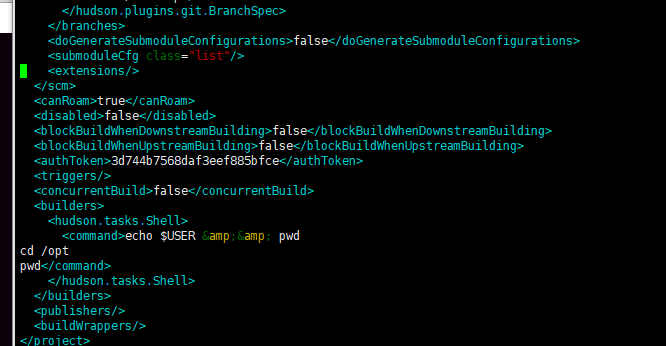 </hudson.plugins.git.BranchSpec>
</branches>
<doGenerateSubmoduleConfigurations>false</doGenerateSubmoduleConfigurations>
<submoduleCfg class="list"/>
<extensions/>
</scm>
<canRoam>true</canRoam>
<disabled>false</disabled>
<blockBuildWhenDownstreamBuilding>false</blockBuildWhenDownstreamBuilding>
<blockBuildWhenUpstreamBuilding>false</blockBuildWhenUpstreamBuilding>
<authToken>3d744b7568daf3eef885bfce</authToken>
<triggers/>
<concurrentBuild>false</concurrentBuild>
<builders>
<hudson.tasks.Shell>
<command>echo $USER &amp;&amp; pwd
cd /opt
pwd</command>
</hudson.tasks.Shell>
</builders>
<publishers/>
<buildWrappers/>
</project>